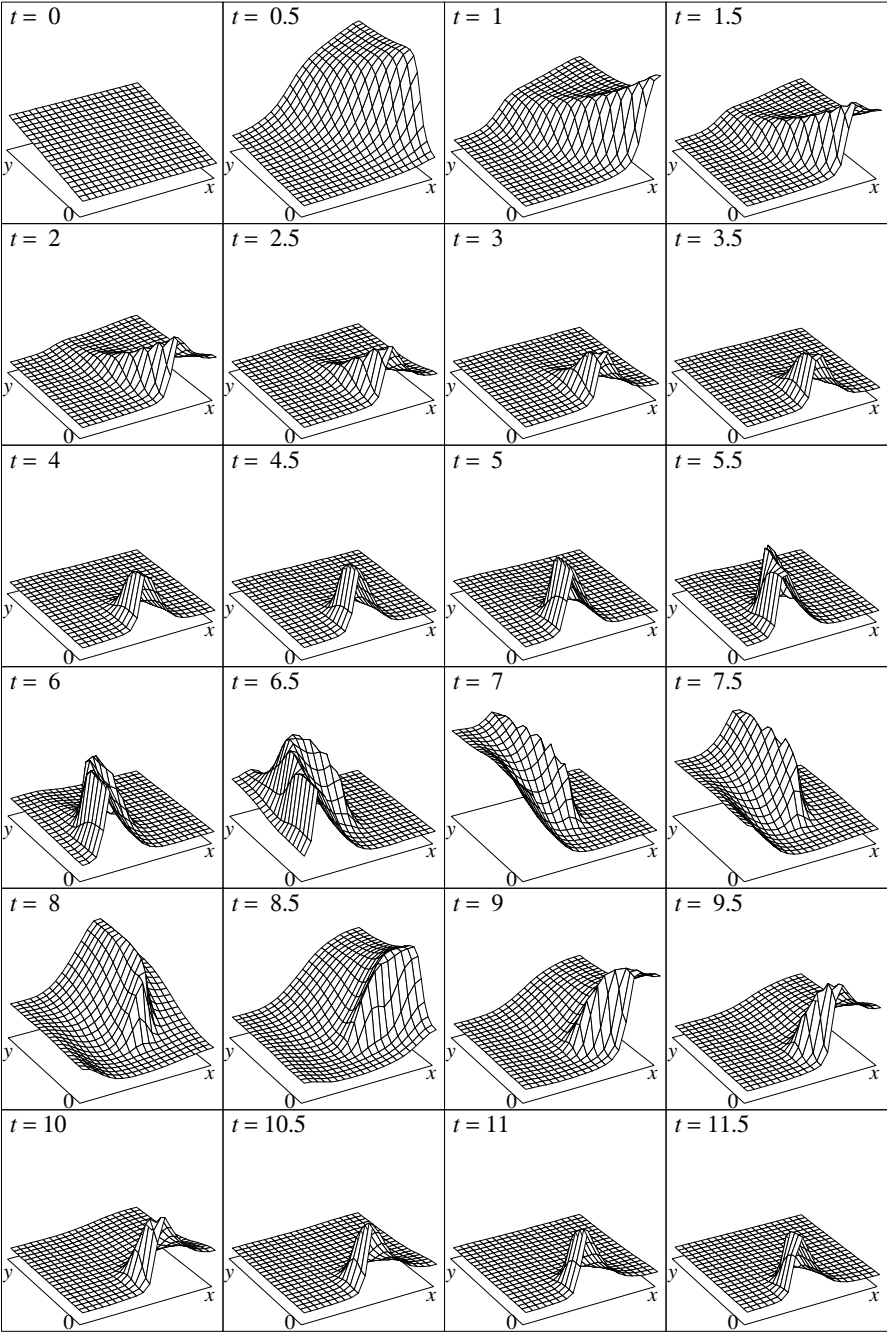 t = 0 t = 0.5 t = 1 t = 1.5
y 0 x y 0 x y 0 x y 0 x
t = 2 t = 2.5 t = 3 t = 3.5
y 0 x y 0 x y 0 x y 0 x
t = 4 t = 4.5 t = 5 t = 5.5
y 0 x y 0 x y 0 x y 0 x
t = 6 t = 6.5 t = 7 t = 7.5
y 0 x y 0 x y 0 x y 0 x
t = 8 t = 8.5 t = 9 t = 9.5
y 0 x y 0 x y 0 x y 0 x
t = 10 t = 10.5 t = 11 t = 11.5
y 0 x y 0 x y 0 x y 0 x